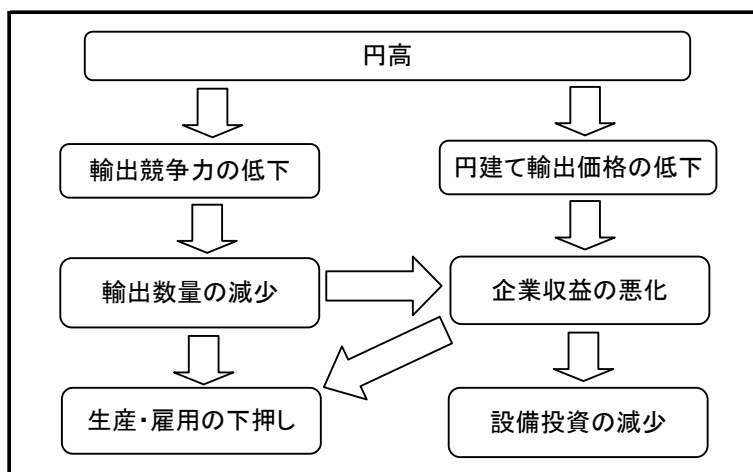 円高
輸出競争力の低下
円建て輸出価格の低下
輸出数量の減少
企業収益の悪化
生産・雇用の下押し
設備投資の減少